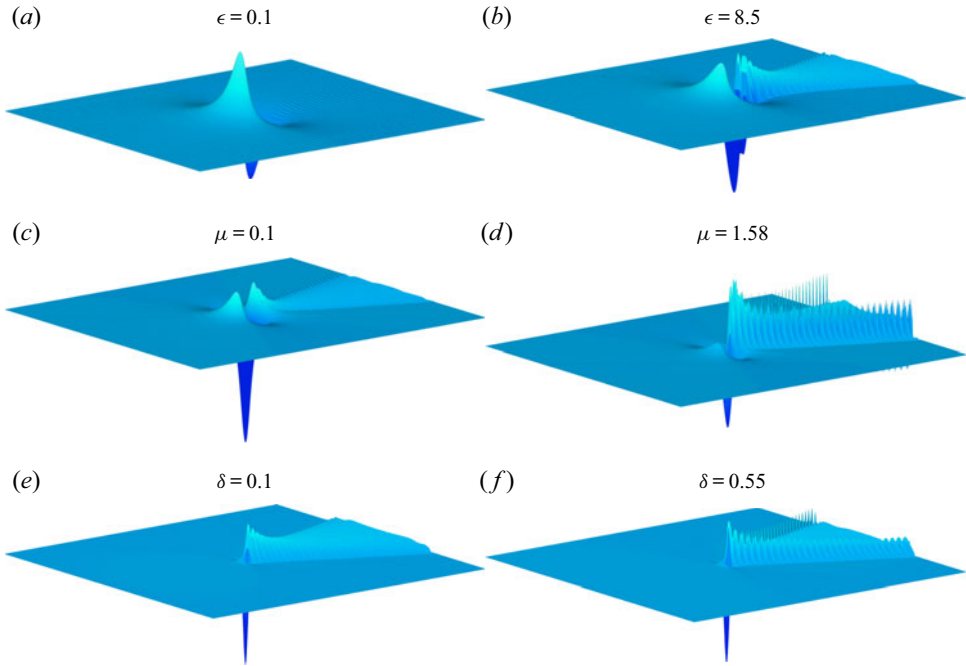 (a) ϵ = 0.1
(b) ϵ = 8.5
(c) μ = 0.1
(d) μ = 1.58
(e) δ = 0.1
(f) δ = 0.55